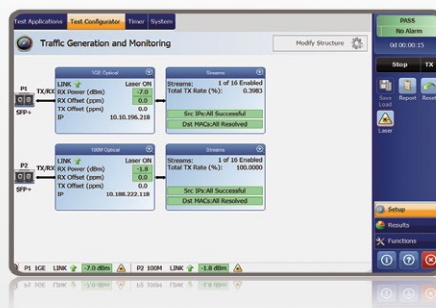 Test Applications Test Configurator Timer System
Traffic Generation and Monitoring
Modify Structure
PASS
No Alarm
0d 00:00:15
Stop TX
Save
Load
Report
Reset
Laser
P1
TX/RX
SFP+
1GE Optical
LINK Laser ON
RX Power (dBm) -7.0
RX Offset (ppm) 0.0
TX Offset (ppm) 0.0
IP 10.10.196.218
Streams
Streams: 1 of 16 Enabled
Total TX Rate (%): 0.3983
Src IPs:All Successful
Dst MACs:All Resolved
P2
TX/RX
SFP+
100M Optical
LINK Laser ON
RX Power (dBm) -1.8
RX Offset (ppm) 0.0
TX Offset (ppm) 0.0
IP 10.188.222.118
Streams
Streams: 1 of 16 Enabled
Total TX Rate (%): 100.0000
Src IPs:All Successful
Dst MACs:All Resolved
Setup
Results
Functions
P1 1GE LINK -7.0 dBm P2 100M LINK -1.8 dBm